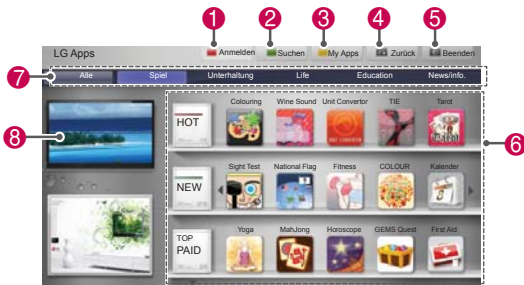 1 2 3 4 5
LG Apps Anmelden Suchen My Apps Zurück Beenden
7 Alle Spiel Unterhaltung Life Education News/info.
8
6
HOT Colouring Wine Sound Unit Convertor TIE Tarot
NEW Sight Test National Flag Fitness COLOUR Kalender
TOP PAID Yoga MahJong Horoscope GEMS Quest First Aid